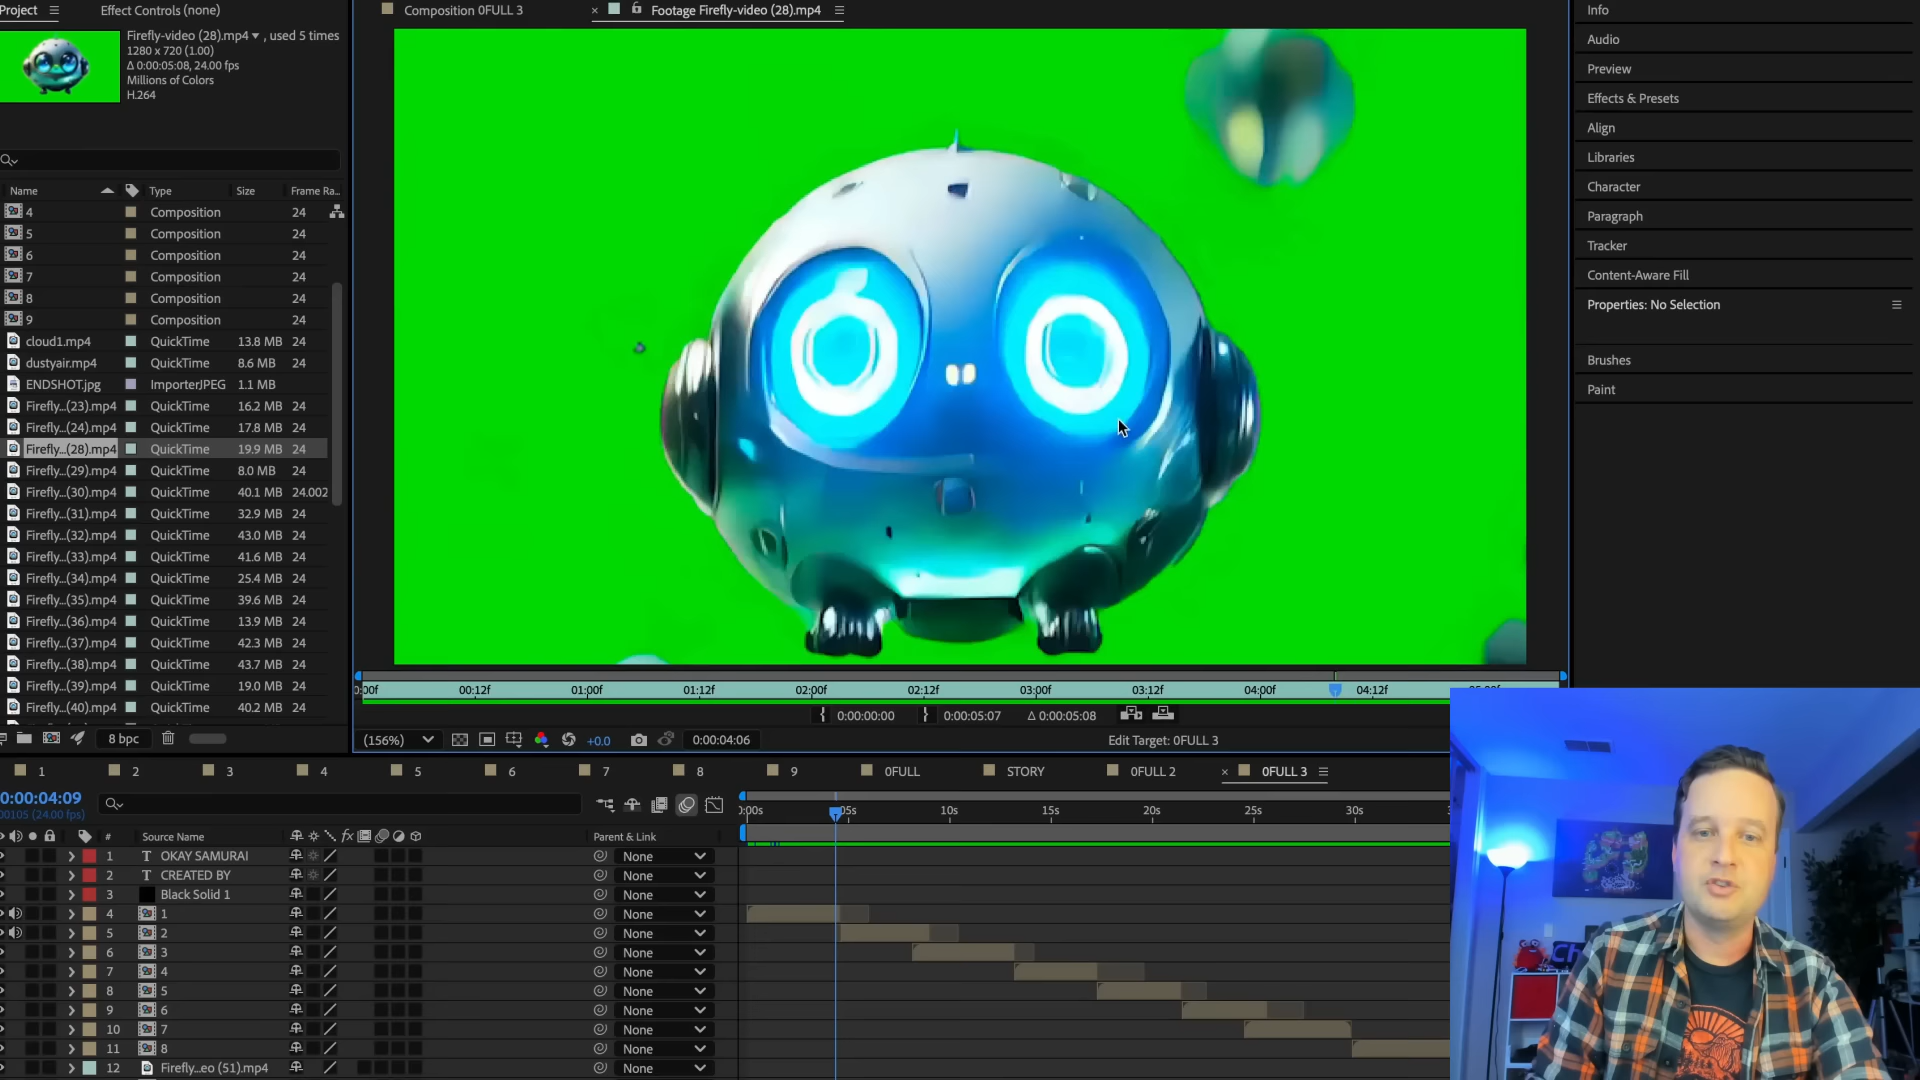 Project
Effect Controls (none)
Composition 0FULL 3
Footage Firefly-video (28).mp4
Firefly-video (28).mp4, used 5 times
1280 x 720 (1.00)
Δ 0:00:05:08, 24.00 fps
Millions of Colors
H.264
Name Type Size Frame Ra...
4 Composition 24
5 Composition 24
6 Composition 24
7 Composition 24
8 Composition 24
9 Composition 24
cloud1.mp4 QuickTime 13.8 MB 24
dustyair.mp4 QuickTime 8.6 MB 24
ENDSHOT.jpg ImporterJPEG 1.1 MB
Firefly...(23).mp4 QuickTime 16.2 MB 24
Firefly...(24).mp4 QuickTime 17.8 MB 24
Firefly...(28).mp4 QuickTime 19.9 MB 24
Firefly...(29).mp4 QuickTime 8.0 MB 24
Firefly...(30).mp4 QuickTime 40.1 MB 24.002
Firefly...(31).mp4 QuickTime 32.9 MB 24
Firefly...(32).mp4 QuickTime 43.0 MB 24
Firefly...(33).mp4 QuickTime 41.6 MB 24
Firefly...(34).mp4 QuickTime 25.4 MB 24
Firefly...(35).mp4 QuickTime 39.6 MB 24
Firefly...(36).mp4 QuickTime 13.9 MB 24
Firefly...(37).mp4 QuickTime 42.3 MB 24
Firefly...(38).mp4 QuickTime 43.7 MB 24
Firefly...(39).mp4 QuickTime 19.0 MB 24
Firefly...(40).mp4 QuickTime 40.2 MB 24
8 bpc
Info
Audio
Preview
Effects & Presets
Align
Libraries
Character
Paragraph
Tracker
Content-Aware Fill
Properties: No Selection
Brushes
Paint
0:00f 00:12f 01:00f 01:12f 02:00f 02:12f 03:00f 03:12f 04:00f 04:12f
0:00:00:00 0:00:05:07 Δ 0:00:05:08
(156%) +0.0 0:00:04:06 Edit Target: 0FULL 3
1 2 3 4 5 6 7 8 9 0FULL STORY 0FULL 2 0FULL 3
0:00:04:09
00105 (24.00 fps)
:00s 05s 10s 15s 20s 25s 30s
# Source Name fx Parent & Link
1 T OKAY SAMURAI None
2 T CREATED BY None
3 Black Solid 1 None
4 1 None
5 2 None
6 3 None
7 4 None
8 5 None
9 6 None
10 7 None
11 8 None
12 Firefly...eo (51).mp4 None
Ch